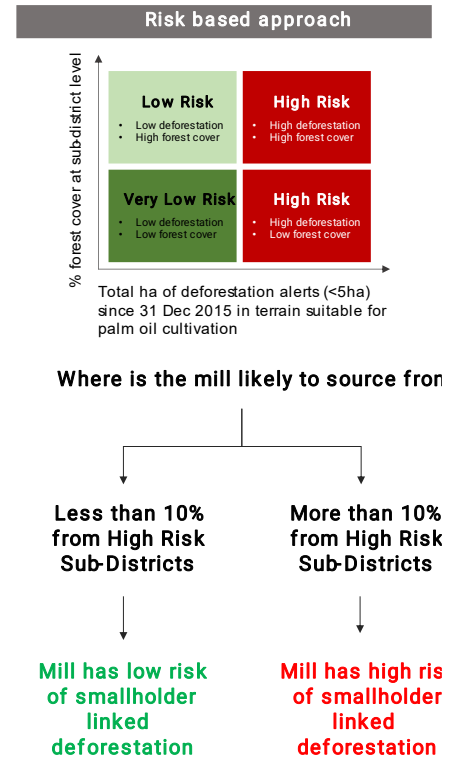 Risk based approach
% forest cover at sub-district level
Low Risk
• Low deforestation
• High forest cover
High Risk
• High deforestation
• High forest cover
Very Low Risk
• Low deforestation
• Low forest cover
High Risk
• High deforestation
• Low forest cover
Total ha of deforestation alerts (<5ha)
since 31 Dec 2015 in terrain suitable for
palm oil cultivation
Where is the mill likely to source from
Less than 10%
from High Risk
Sub-Districts
More than 10%
from High Risk
Sub-Districts
Mill has low risk
of smallholder
linked
deforestation
Mill has high ris
of smallholder
linked
deforestation